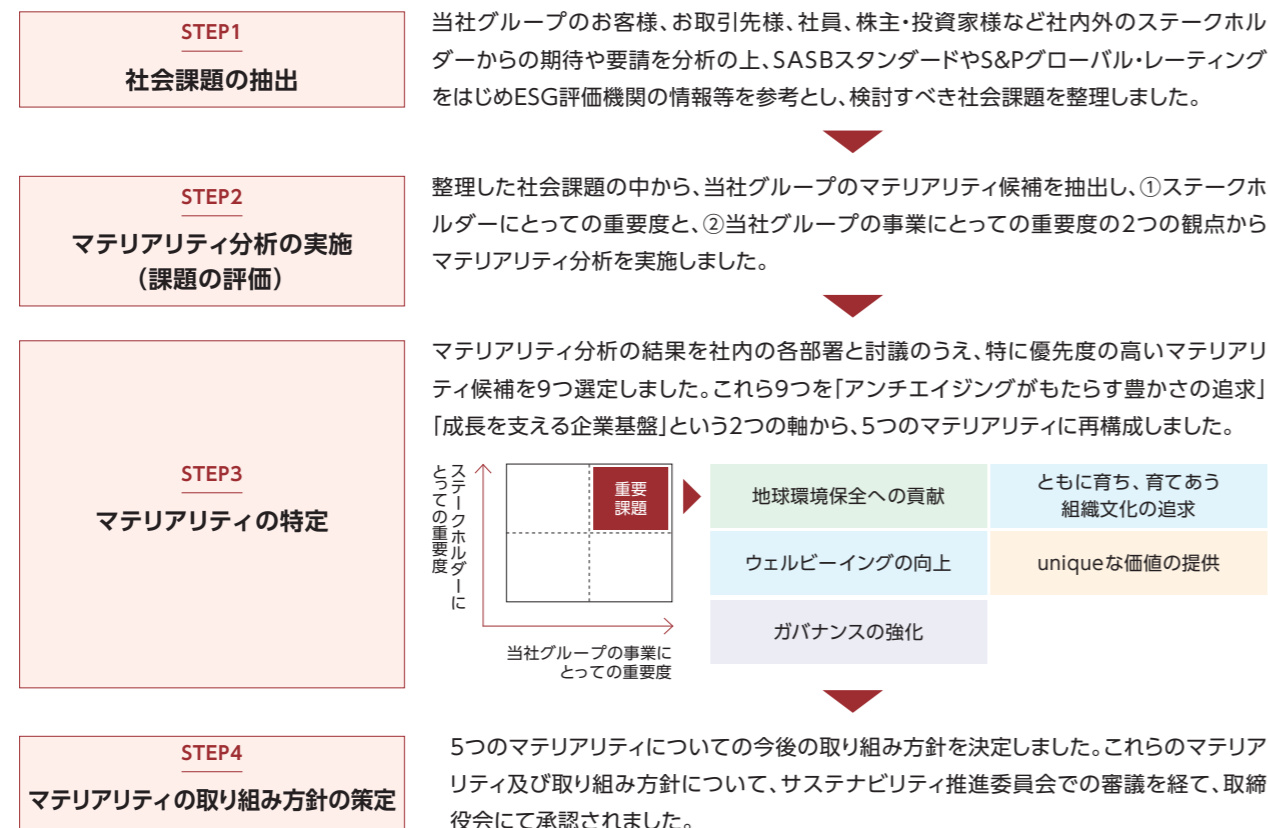 STEP1
社会課題の抽出
当社グループのお客様、お取引先様、社員、株主・投資家様など社内外のステークホル
ダーからの期待や要請を分析の上、SASBスタンダードやS&Pグローバル・レーティング
をはじめESG評価機関の情報等を参考とし、検討すべき社会課題を整理しました。
STEP2
マテリアリティ分析の実施
（課題の評価）
整理した社会課題の中から、当社グループのマテリアリティ候補を抽出し、①ステークホ
ルダーにとっての重要度と、②当社グループの事業にとっての重要度の2つの観点から
マテリアリティ分析を実施しました。
STEP3
マテリアリティの特定
マテリアリティ分析の結果を社内の各部署と討議のうえ、特に優先度の高いマテリアリ
ティ候補を9つ選定しました。これら9つを「アンチエイジングがもたらす豊かさの追求」
「成長を支える企業基盤」という2つの軸から、5つのマテリアリティに再構成しました。
ステークホルダーに
とっての重要度
重要
課題
当社グループの事業に
とっての重要度
地球環境保全への貢献
ともに育ち、育てあう
組織文化の追求
ウェルビーイングの向上
uniqueな価値の提供
ガバナンスの強化
STEP4
マテリアリティの取り組み方針の策定
5つのマテリアリティについての今後の取り組み方針を決定しました。これらのマテリア
リティ及び取り組み方針について、サステナビリティ推進委員会での審議を経て、取締
役会にて承認されました。